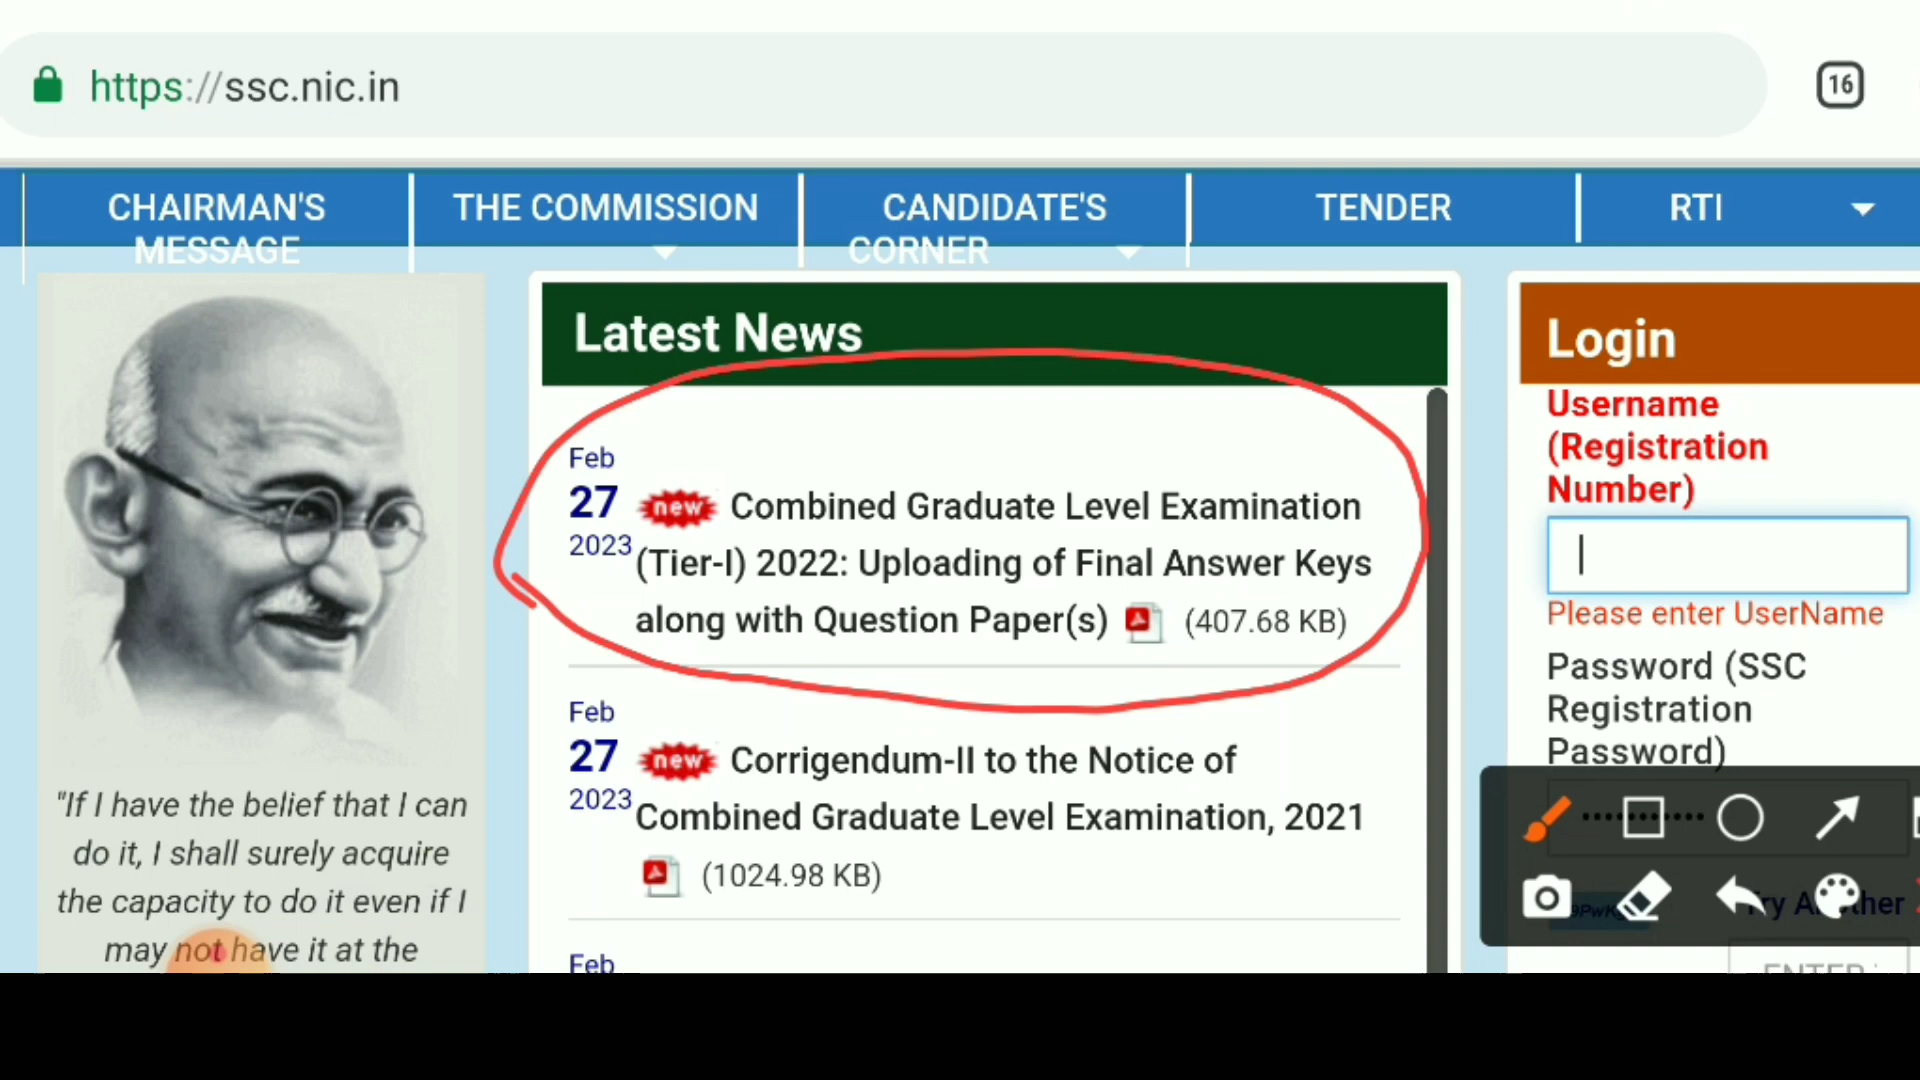 https://ssc.nic.in
16
CHAIRMAN'S
MESSAGE
THE COMMISSION
CANDIDATE'S
CORNER
TENDER
RTI
"If I have the belief that I can
do it, I shall surely acquire
the capacity to do it even if I
may not have it at the
Latest News
Feb
27
2023
new Combined Graduate Level Examination
(Tier-I) 2022: Uploading of Final Answer Keys
along with Question Paper(s) (407.68 KB)
Feb
27
2023
new Corrigendum-II to the Notice of
Combined Graduate Level Examination, 2021
(1024.98 KB)
Feb
Login
Username
(Registration
Number)
Please enter UserName
Password (SSC
Registration
Password)